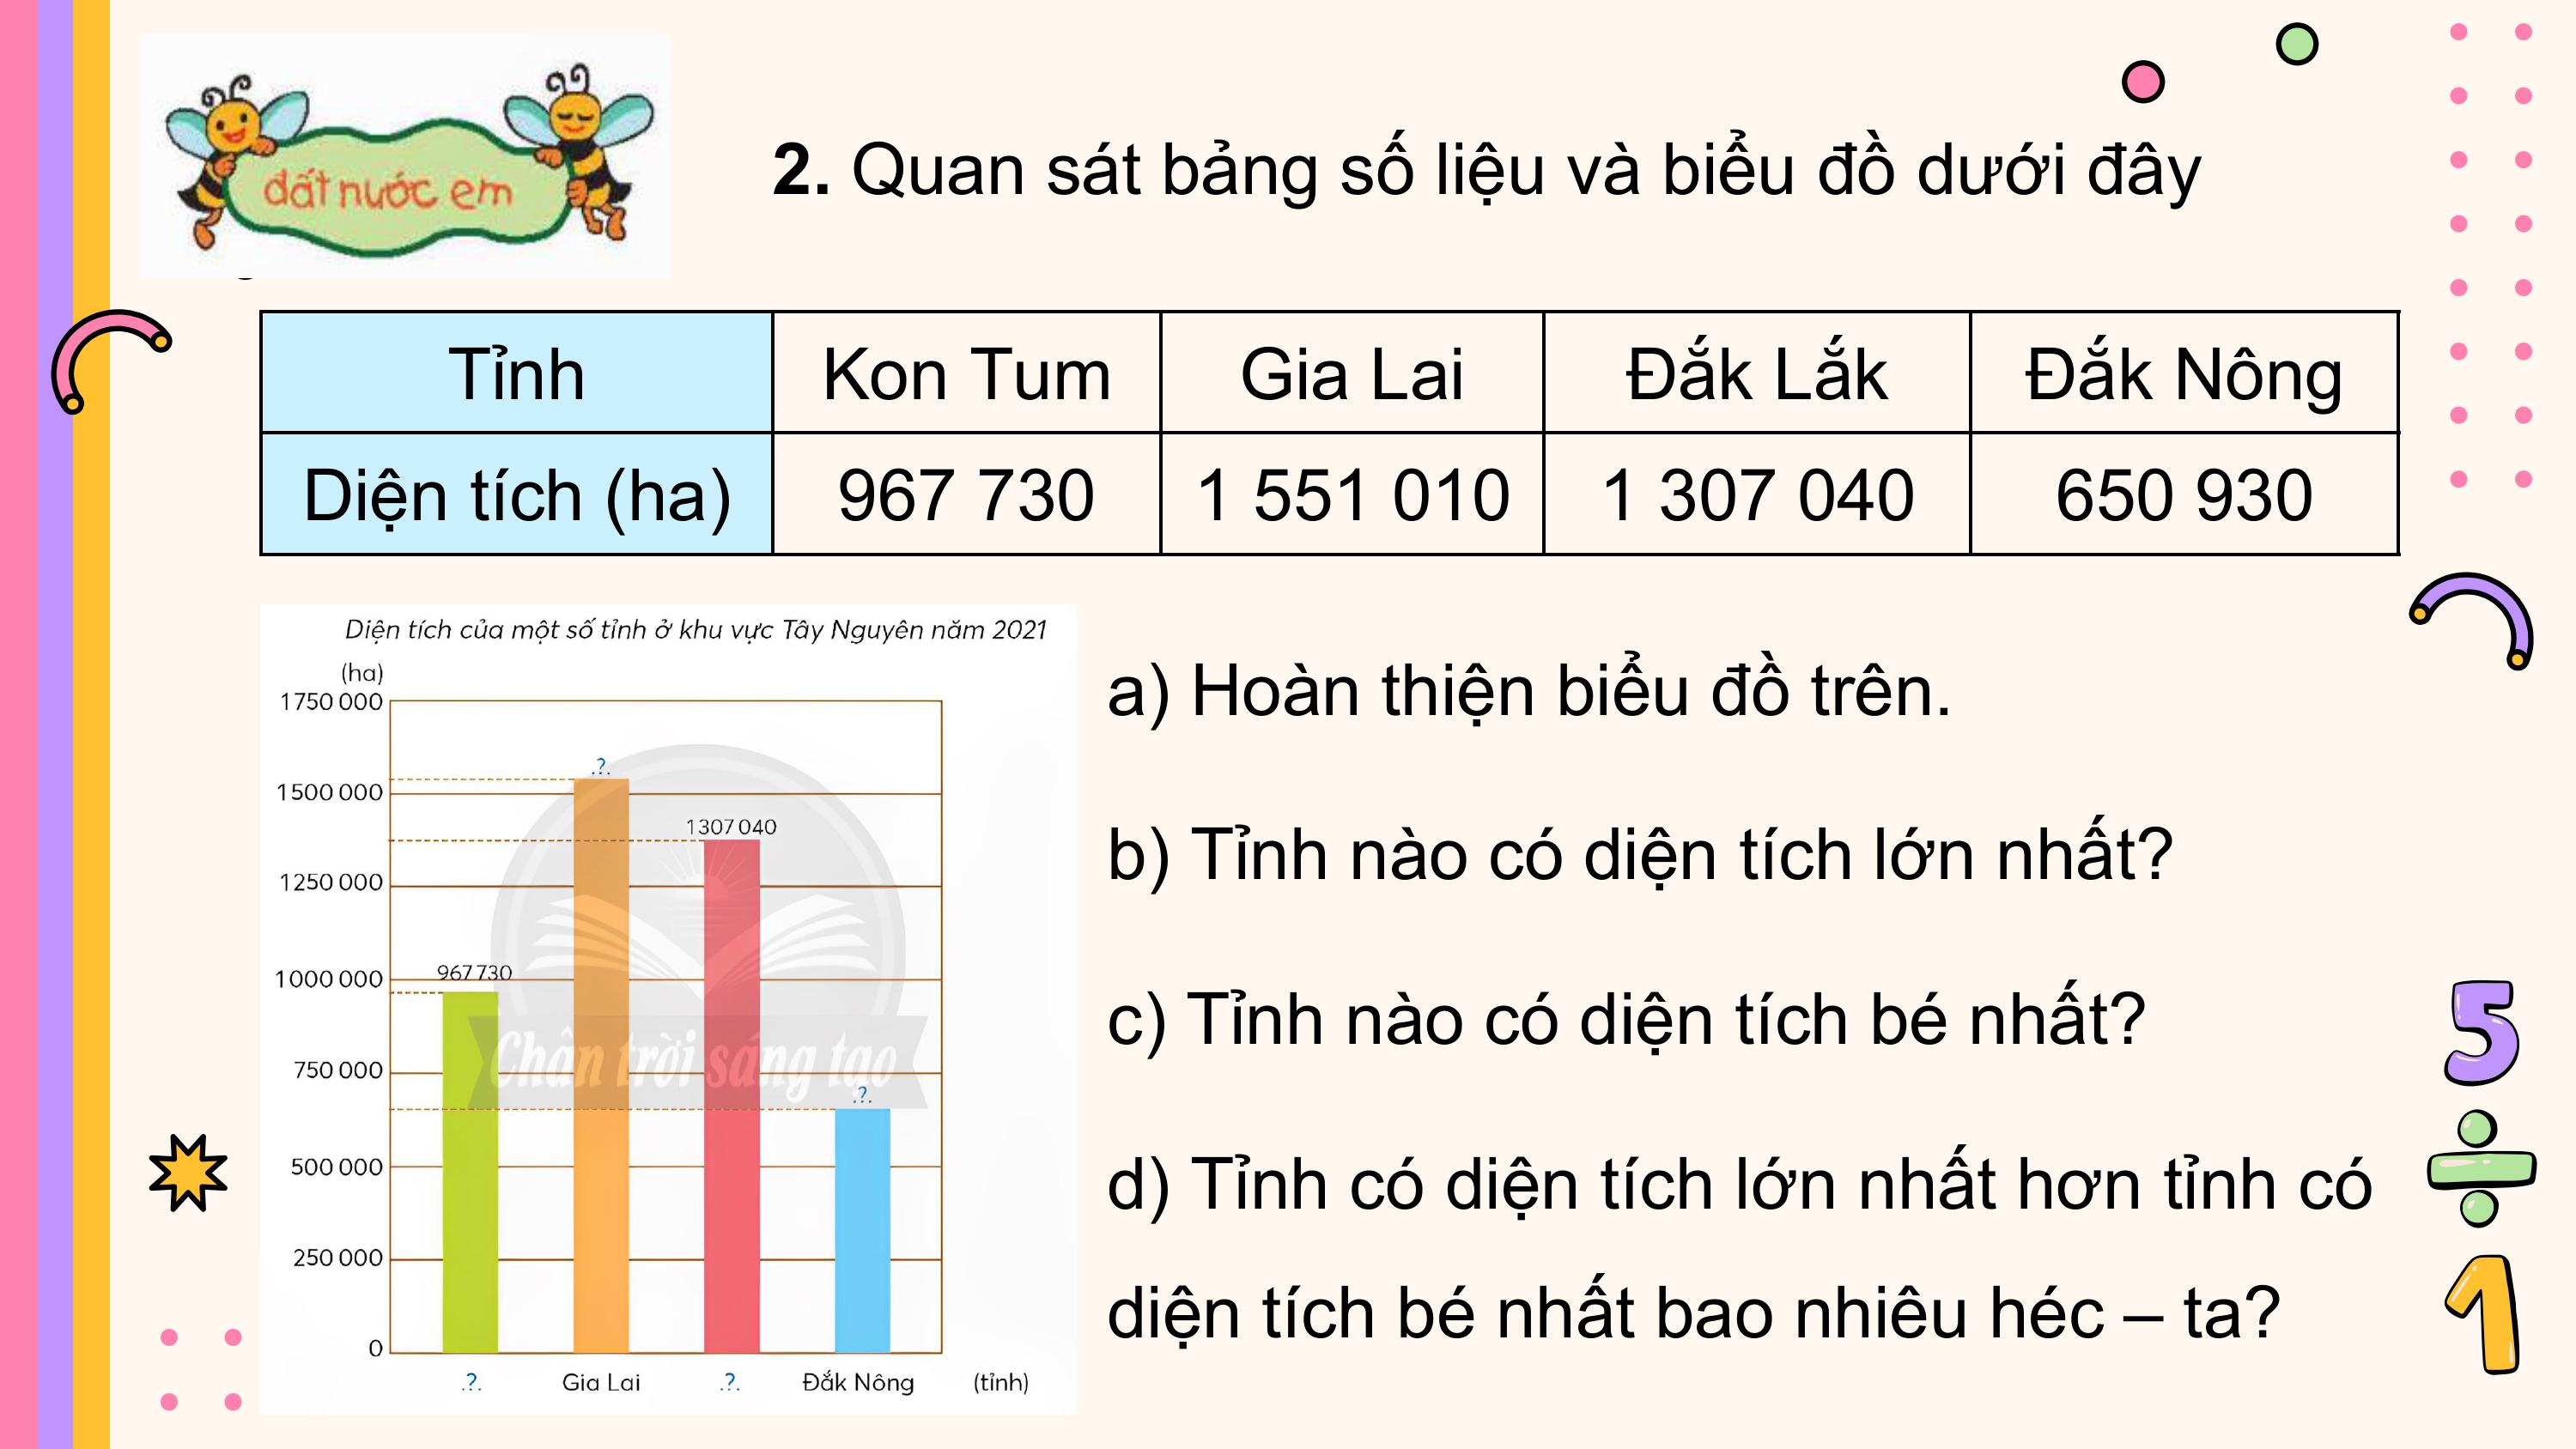 đất nước em
2. Quan sát bảng số liệu và biểu đồ dưới đây
Tỉnh Kon Tum Gia Lai Đắk Lắk Đắk Nông
Diện tích (ha) 967 730 1 551 010 1 307 040 650 930
Diện tích của một số tỉnh ở khu vực Tây Nguyên năm 2021
(ha)
1750 000
.?.
1500 000
1307 040
1250 000
967 730
1000 000
Chân trời sáng tạo
750 000
.?.
500 000
250 000
0
.?. Gia Lai .?. Đắk Nông (tỉnh)
a) Hoàn thiện biểu đồ trên.
b) Tỉnh nào có diện tích lớn nhất?
c) Tỉnh nào có diện tích bé nhất?
d) Tỉnh có diện tích lớn nhất hơn tỉnh có
diện tích bé nhất bao nhiêu héc – ta?
5
÷
1